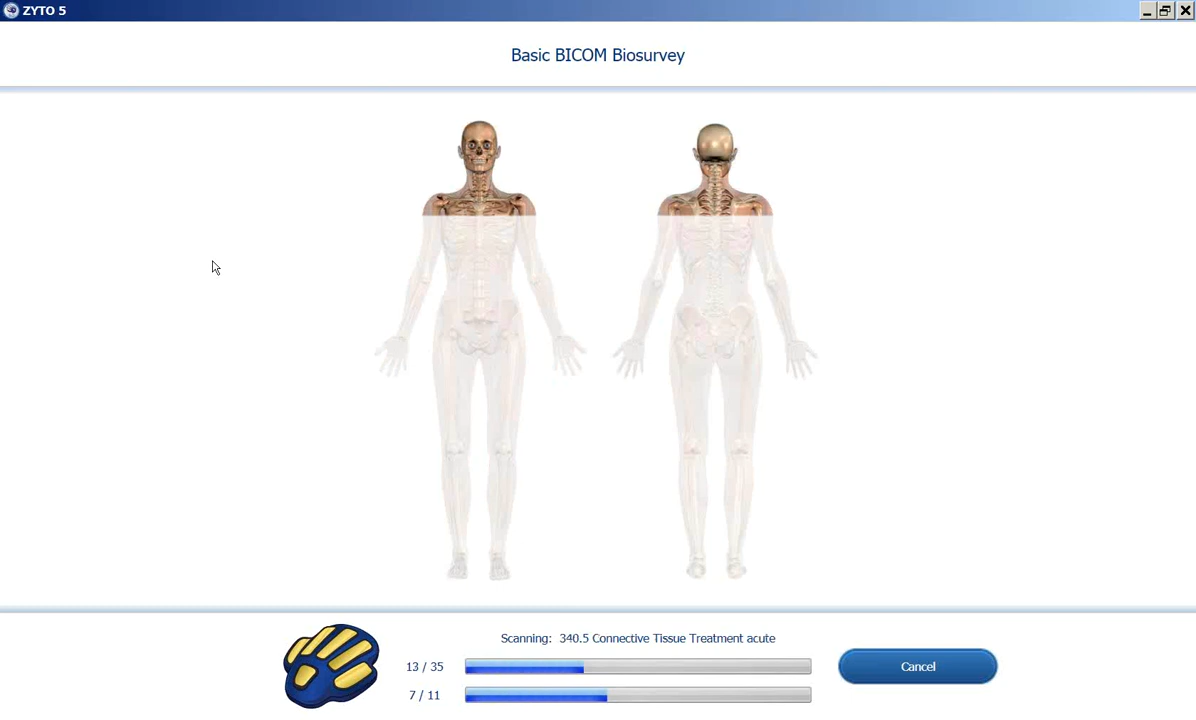 ZYTO 5
Basic BICOM Biosurvey
Scanning: 340.5 Connective Tissue Treatment acute
13 / 35
Cancel
7 / 11